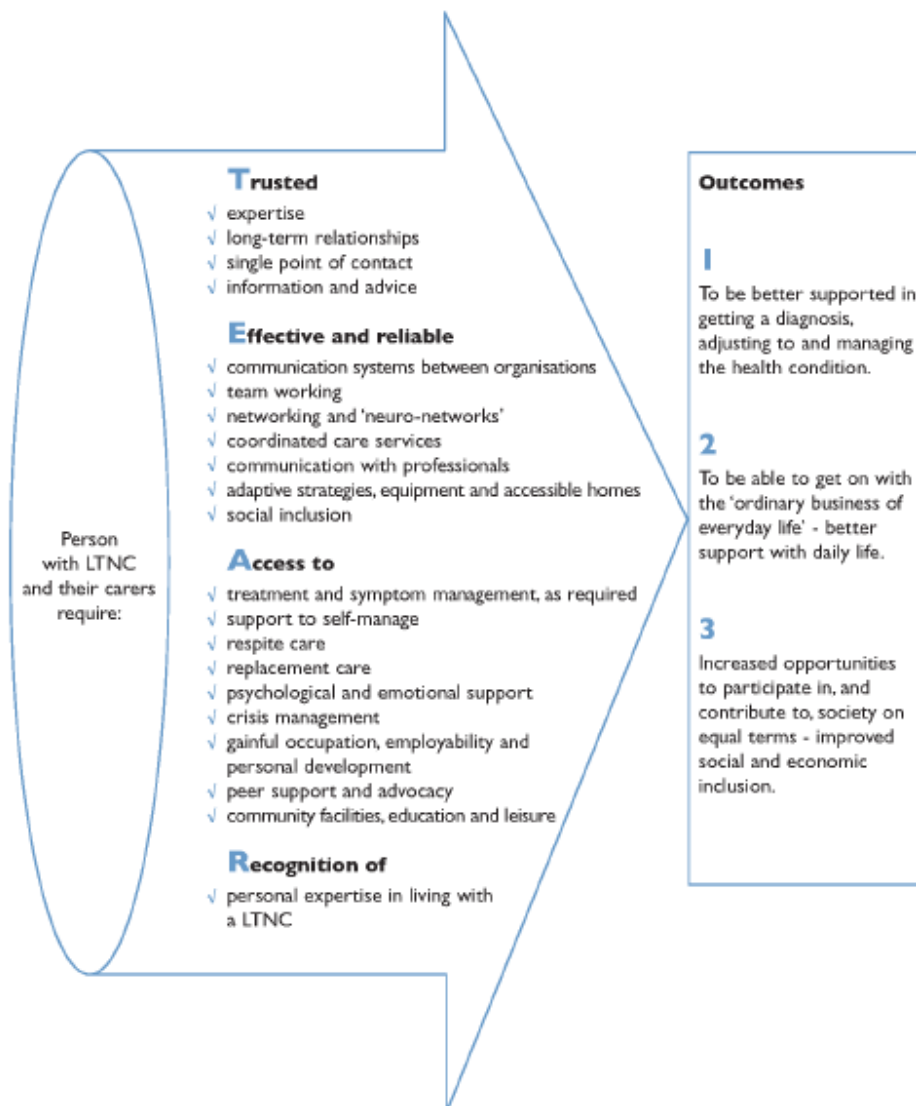 Person
with LTNC
and their carers
require:
Trusted
√ expertise
√ long-term relationships
√ single point of contact
√ information and advice
Effective and reliable
√ communication systems between organisations
√ team working
√ networking and ‘neuro-networks’
√ coordinated care services
√ communication with professionals
√ adaptive strategies, equipment and accessible homes
√ social inclusion
Access to
√ treatment and symptom management, as required
√ support to self-manage
√ respite care
√ replacement care
√ psychological and emotional support
√ crisis management
√ gainful occupation, employability and
personal development
√ peer support and advocacy
√ community facilities, education and leisure
Recognition of
√ personal expertise in living with
a LTNC
Outcomes
1
To be better supported in
getting a diagnosis,
adjusting to and managing
the health condition.
2
To be able to get on with
the ‘ordinary business of
everyday life’ - better
support with daily life.
3
Increased opportunities
to participate in, and
contribute to, society on
equal terms - improved
social and economic
inclusion.